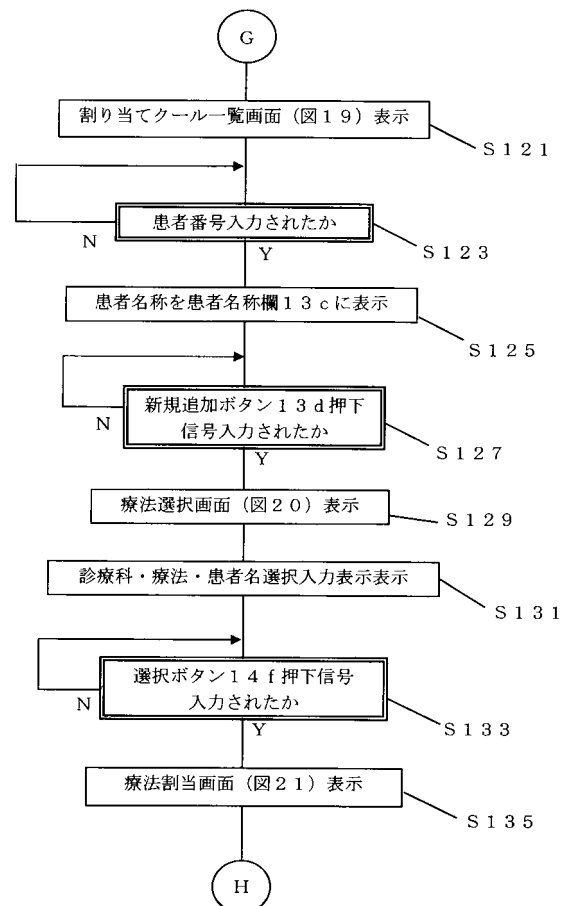 G
割り当てクール一覧画面（図１９）表示
Ｓ１２１
患者番号入力されたか
N
Y
Ｓ１２３
患者名称を患者名称欄１３ｃに表示
Ｓ１２５
新規追加ボタン１３ｄ押下
信号入力されたか
N
Y
Ｓ１２７
療法選択画面（図２０）表示
Ｓ１２９
診療科・療法・患者名選択入力表示表示
Ｓ１３１
選択ボタン１４ｆ押下信号
入力されたか
N
Y
Ｓ１３３
療法割当画面（図２１）表示
Ｓ１３５
H